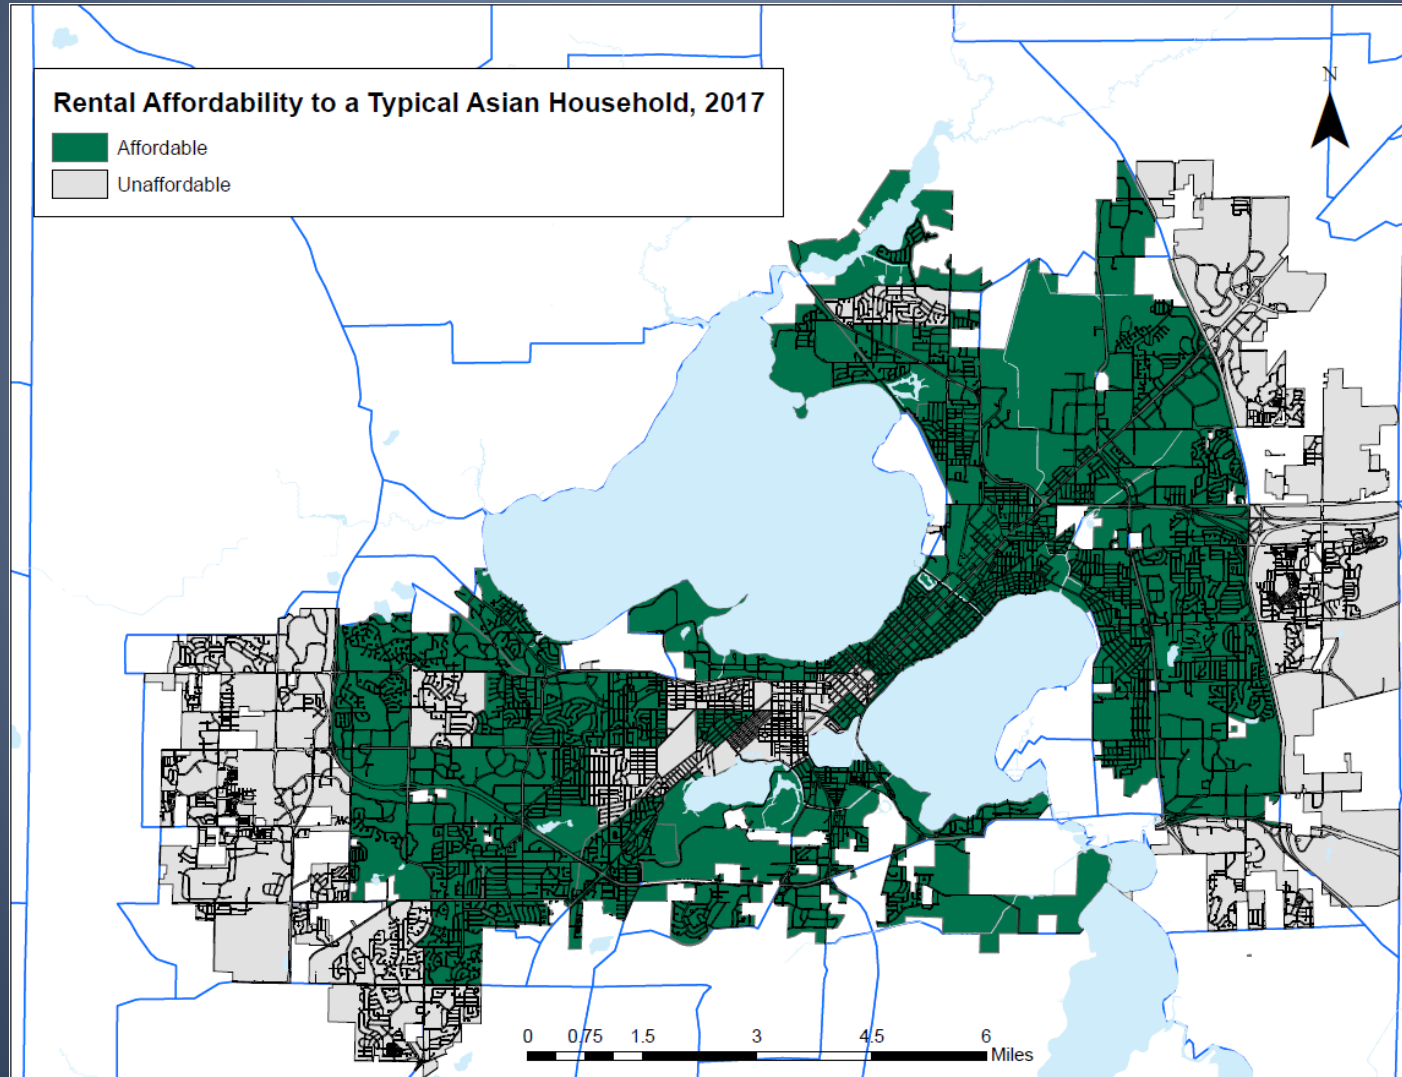 Rental Affordability to a Typical Asian Household, 2017
Affordable
Unaffordable
N
0 0.75 1.5 3 4.5 6
Miles